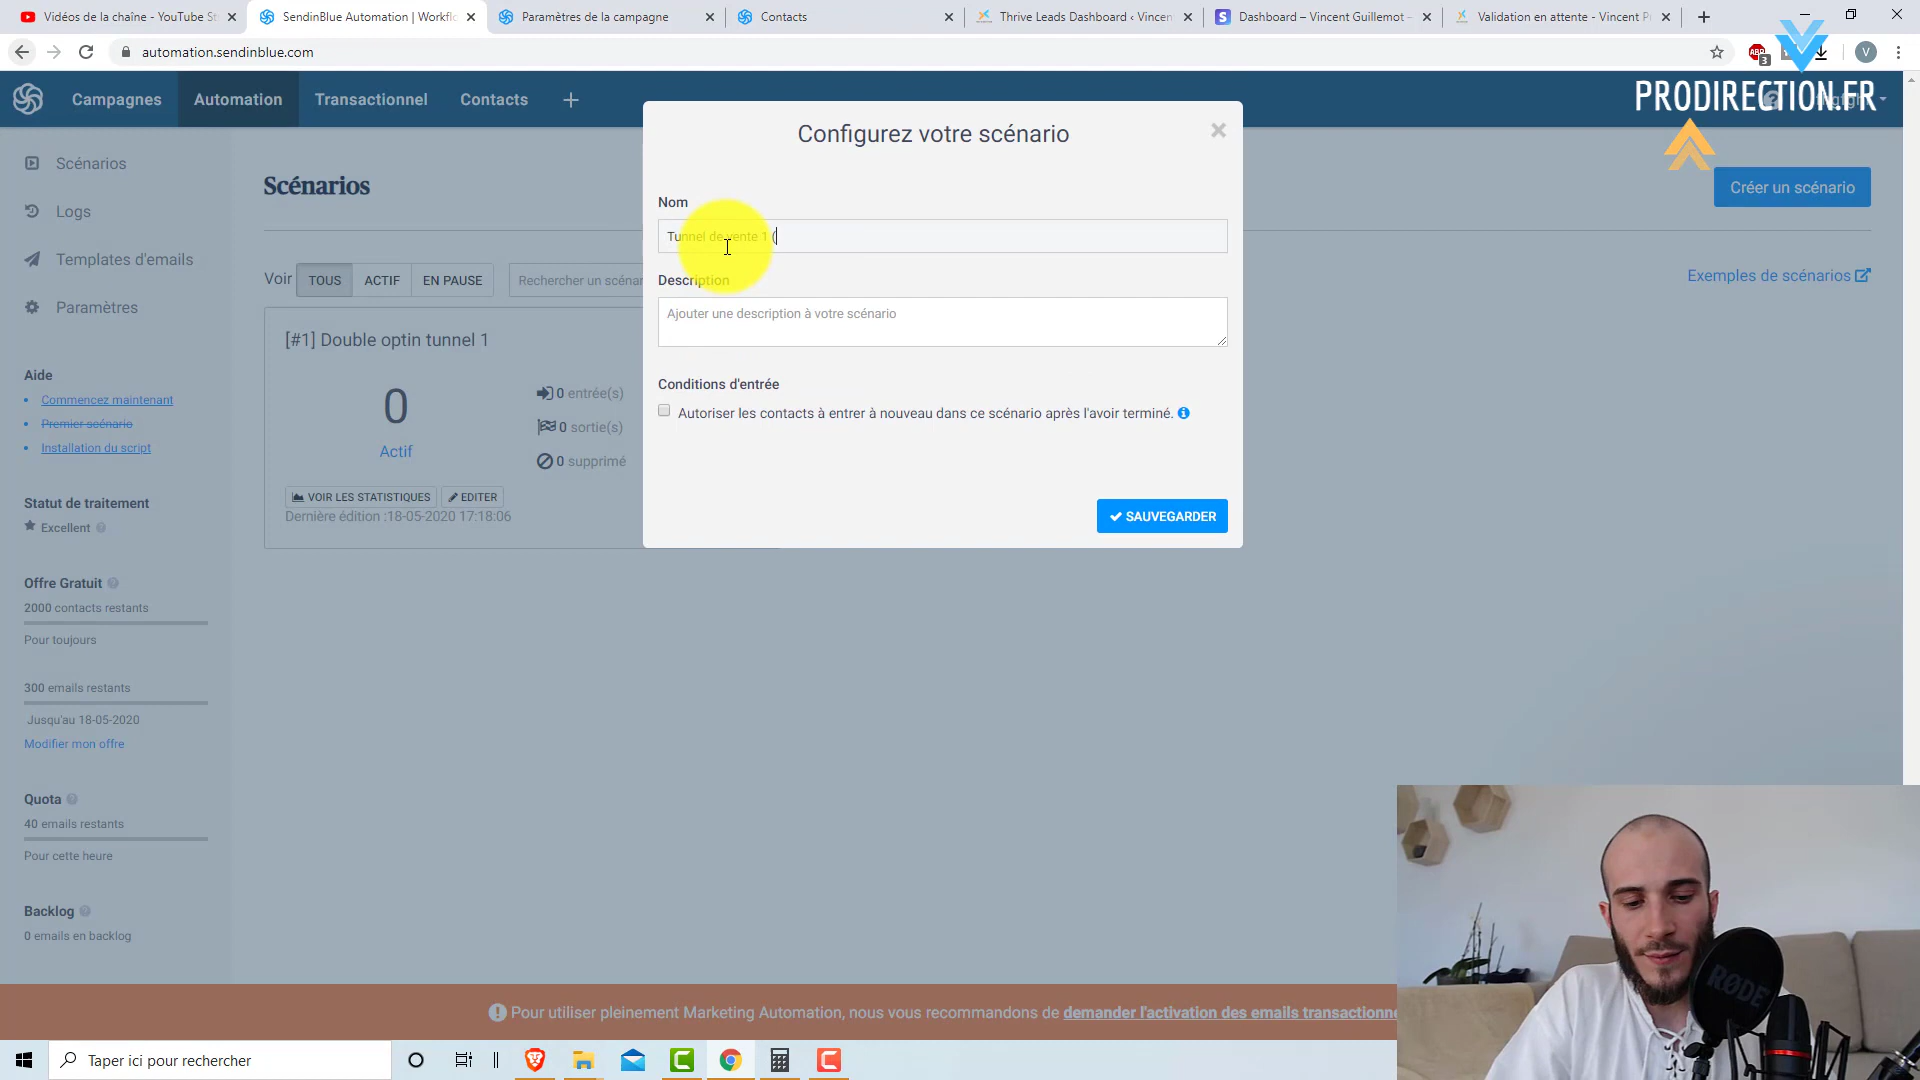 Vidéos de la chaîne - YouTube St
SendinBlue Automation | Workflo
Paramètres de la campagne
Contacts
Thrive Leads Dashboard ‹ Vincen
Dashboard – Vincent Guillemot –
Validation en attente - Vincent P
automation.sendinblue.com
ABP
3
V
PRODIRECTION.FR
Campagnes
Automation
Transactionnel
Contacts
Configurez votre scénario
Scénarios
Logs
Templates d'emails
Paramètres
Scénarios
Créer un scénario
Nom
Tunnel de vente 1 (
Voir
TOUS
ACTIF
EN PAUSE
Rechercher un scénar
Exemples de scénarios
Description
Ajouter une description à votre scénario
[#1] Double optin tunnel 1
0
Actif
0 entrée(s)
0 sortie(s)
0 supprimé
Conditions d'entrée
Autoriser les contacts à entrer à nouveau dans ce scénario après l'avoir terminé.
VOIR LES STATISTIQUES
EDITER
Dernière édition :18-05-2020 17:18:06
SAUVEGARDER
Aide
Commencez maintenant
Premier scénario
Installation du script
Statut de traitement
Excellent
Offre Gratuit
2000 contacts restants
Pour toujours
300 emails restants
Jusqu'au 18-05-2020
Modifier mon offre
Quota
40 emails restants
Pour cette heure
Backlog
0 emails en backlog
Pour utiliser pleinement Marketing Automation, nous vous recommandons de demander l'activation des emails transactionne
RØDE
Taper ici pour rechercher